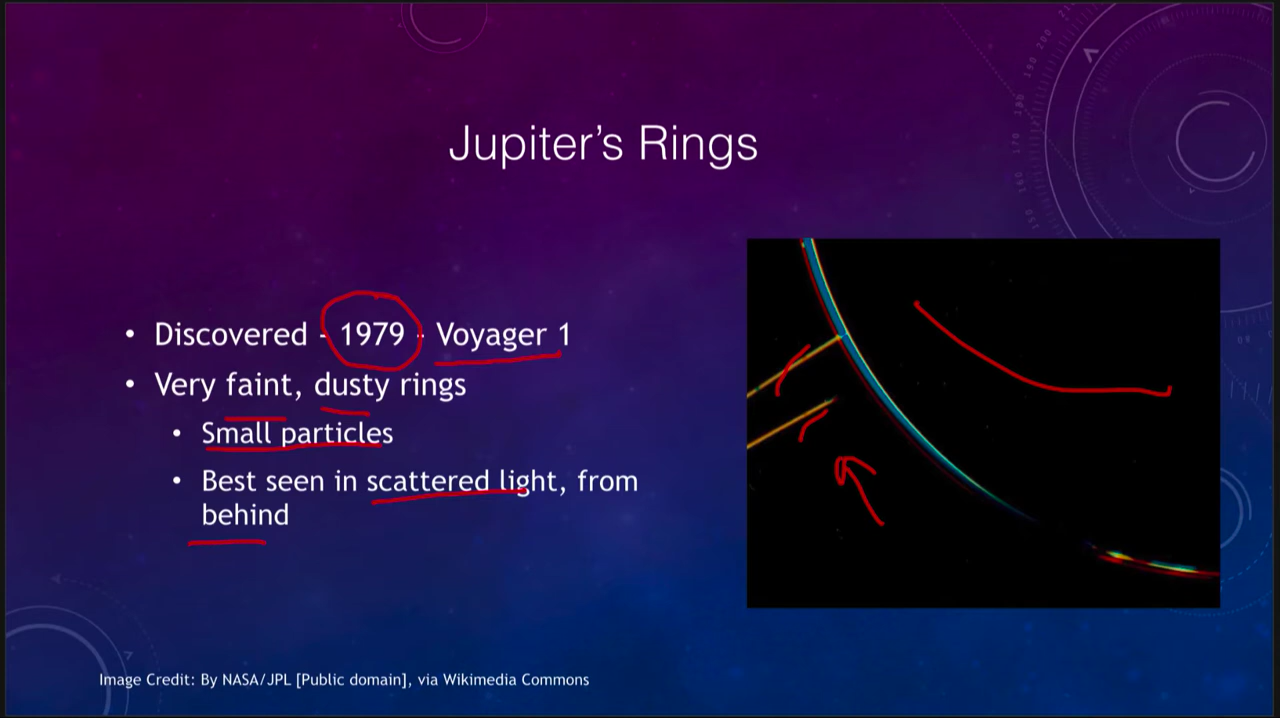 Jupiter's Rings
• Discovered - 1979 - Voyager 1
• Very faint, dusty rings
• Small particles
• Best seen in scattered light, from
behind
Image Credit: By NASA/JPL [Public domain], via Wikimedia Commons